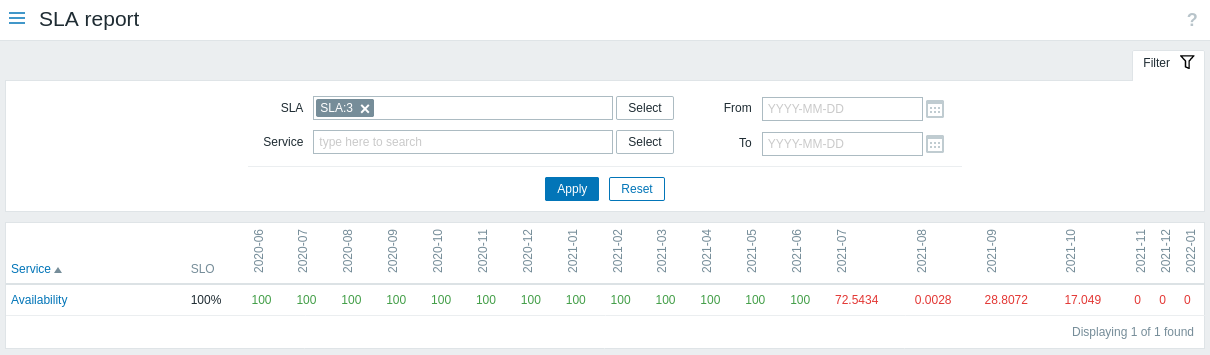 SLA report
?
Filter
SLA SLA:3 Select From YYYY-MM-DD
Service type here to search Select To YYYY-MM-DD
Apply Reset
Service SLO 2020-06 2020-07 2020-08 2020-09 2020-10 2020-11 2020-12 2021-01 2021-02 2021-03 2021-04 2021-05 2021-06 2021-07 2021-08 2021-09 2021-10 2021-11 2021-12 2022-01
Availability 100% 100 100 100 100 100 100 100 100 100 100 100 100 100 72.5434 0.0028 28.8072 17.049 0 0 0
Displaying 1 of 1 found